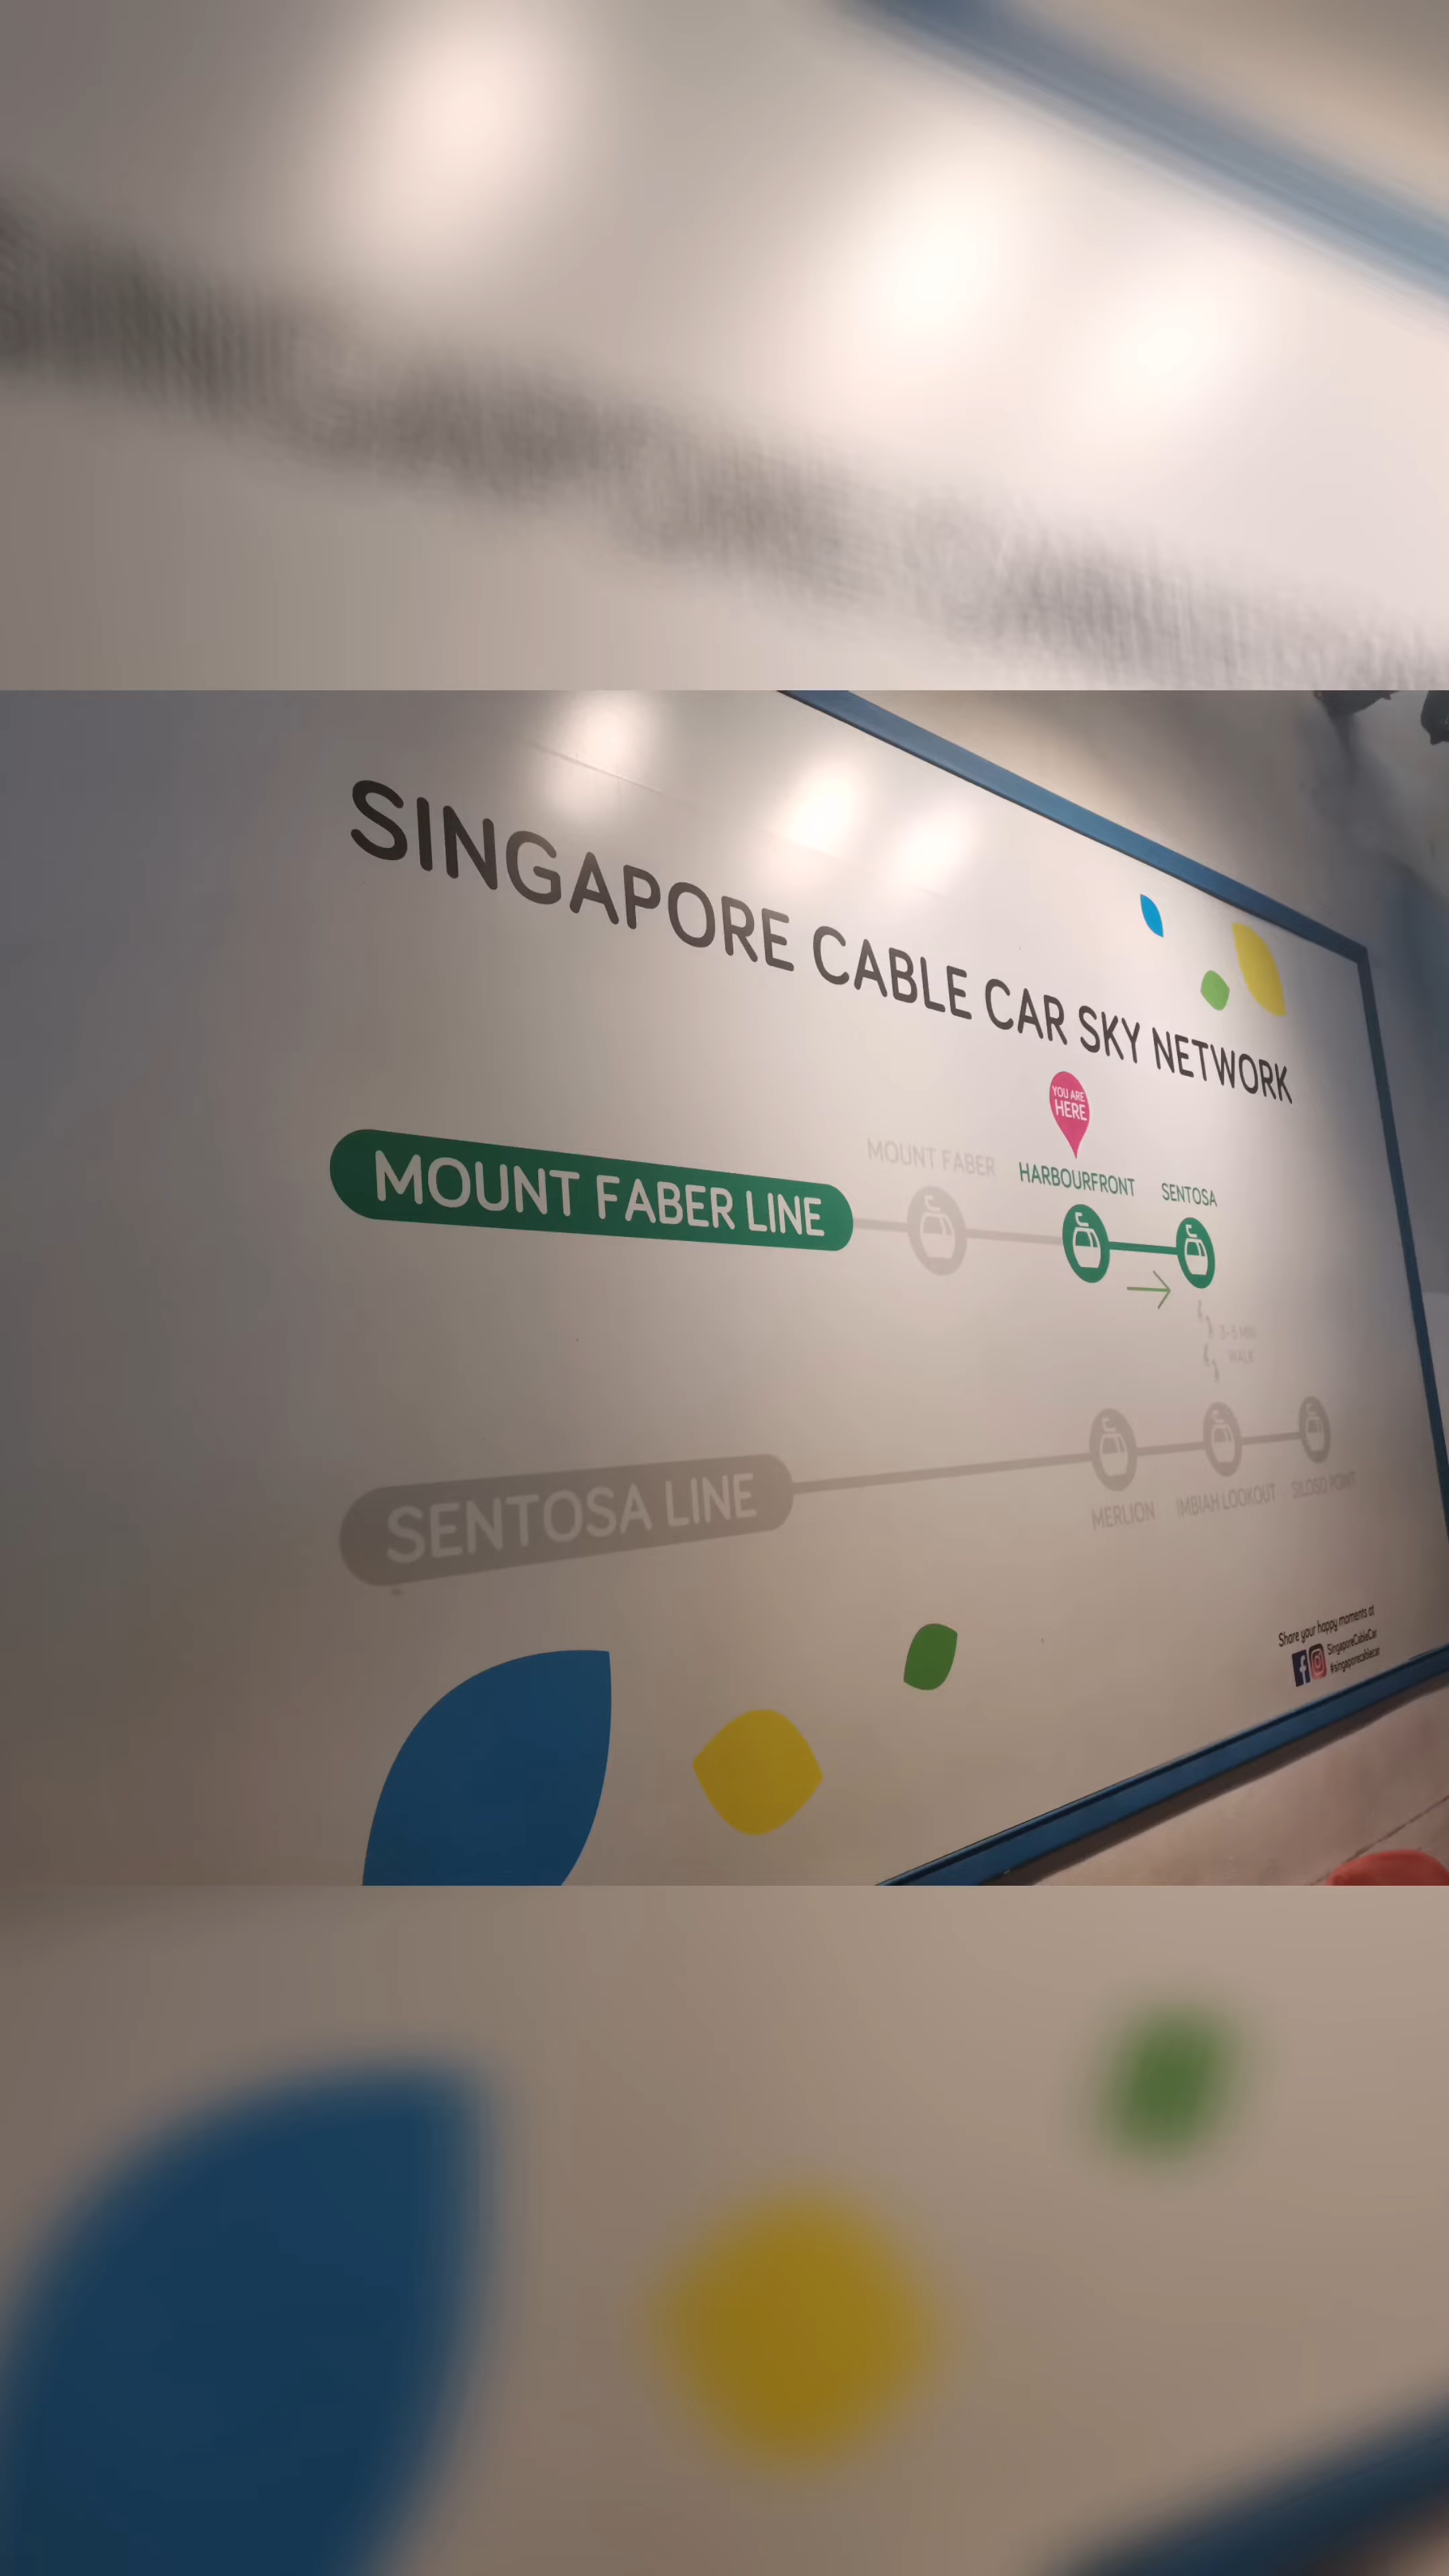 SINGAPORE CABLE CAR SKY NETWORK
YOU ARE
HERE
MOUNT FABER LINE
MOUNT FABER
HARBOURFRONT
SENTOSA
3-5 MIN
WALK
SENTOSA LINE
MERLION
IMBIAH LOOKOUT
SILOSO POINT
Share your happy moments at
SingaporeCableCar
#singaporecablecar